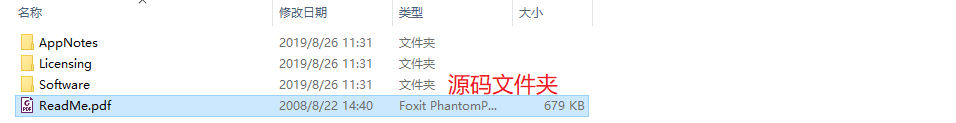 名称 修改日期 类型 大小
AppNotes 2019/8/26 11:31 文件夹
Licensing 2019/8/26 11:31 文件夹
Software 2019/8/26 11:31 文件夹 源码文件夹
ReadMe.pdf 2008/8/22 14:40 Foxit PhantomP... 679 KB